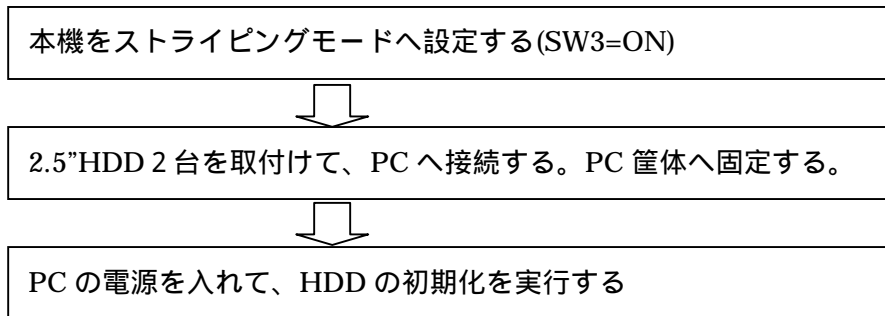 本機をストライピングモードへ設定する(SW3=ON)
2.5”HDD２台を取付けて、PC へ接続する。PC 筐体へ固定する。
PC の電源を入れて、HDD の初期化を実行する